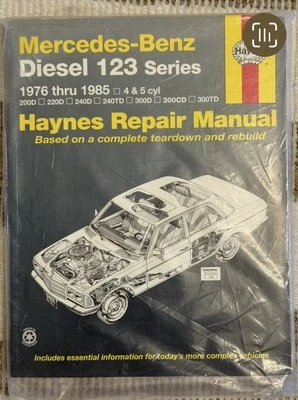 Mercedes-Benz
Diesel 123 Series
1976 thru 1985 □ 4 & 5 cyl
200D □ 220D □ 240D □ 240TD □ 300D □ 300CD □ 300TD
Haynes Repair Manual
Based on a complete teardown and rebuild
Includes essential information for today's more complex vehicles